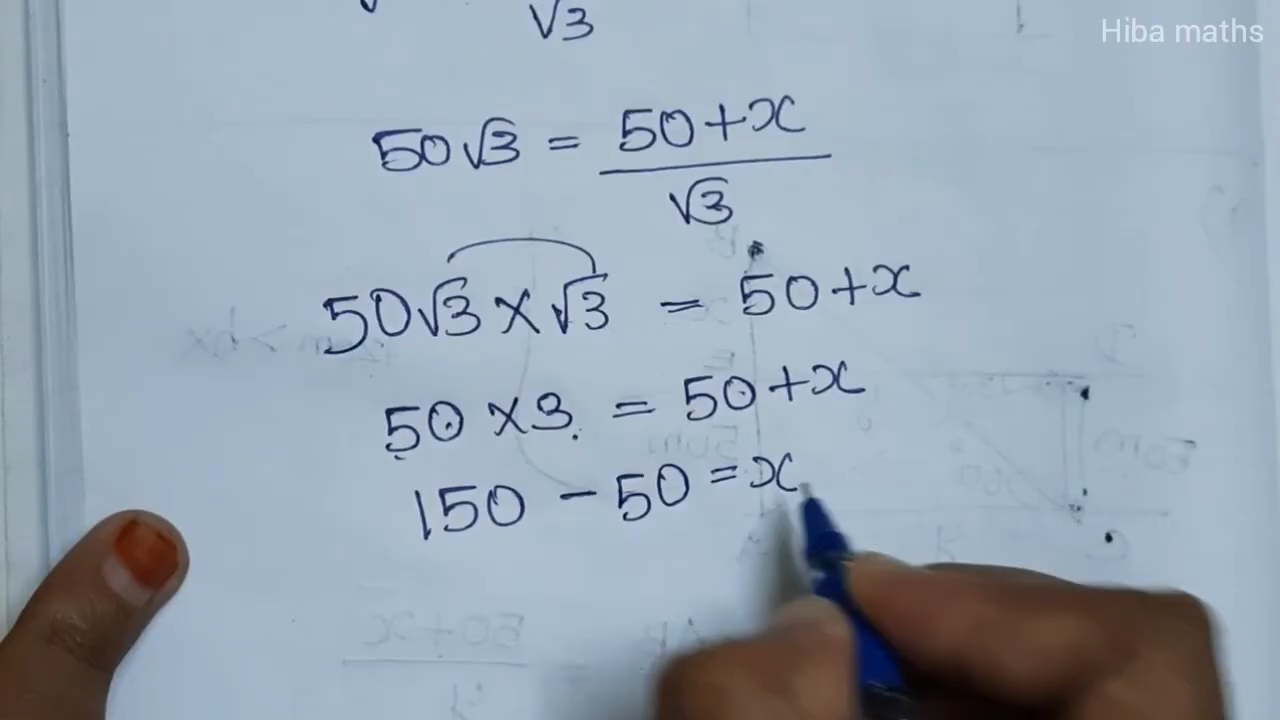 Hiba maths
√3
50√3 = 50+x
√3
50√3 × √3 = 50+x
50 × 3 = 50+x
150 - 50 = x